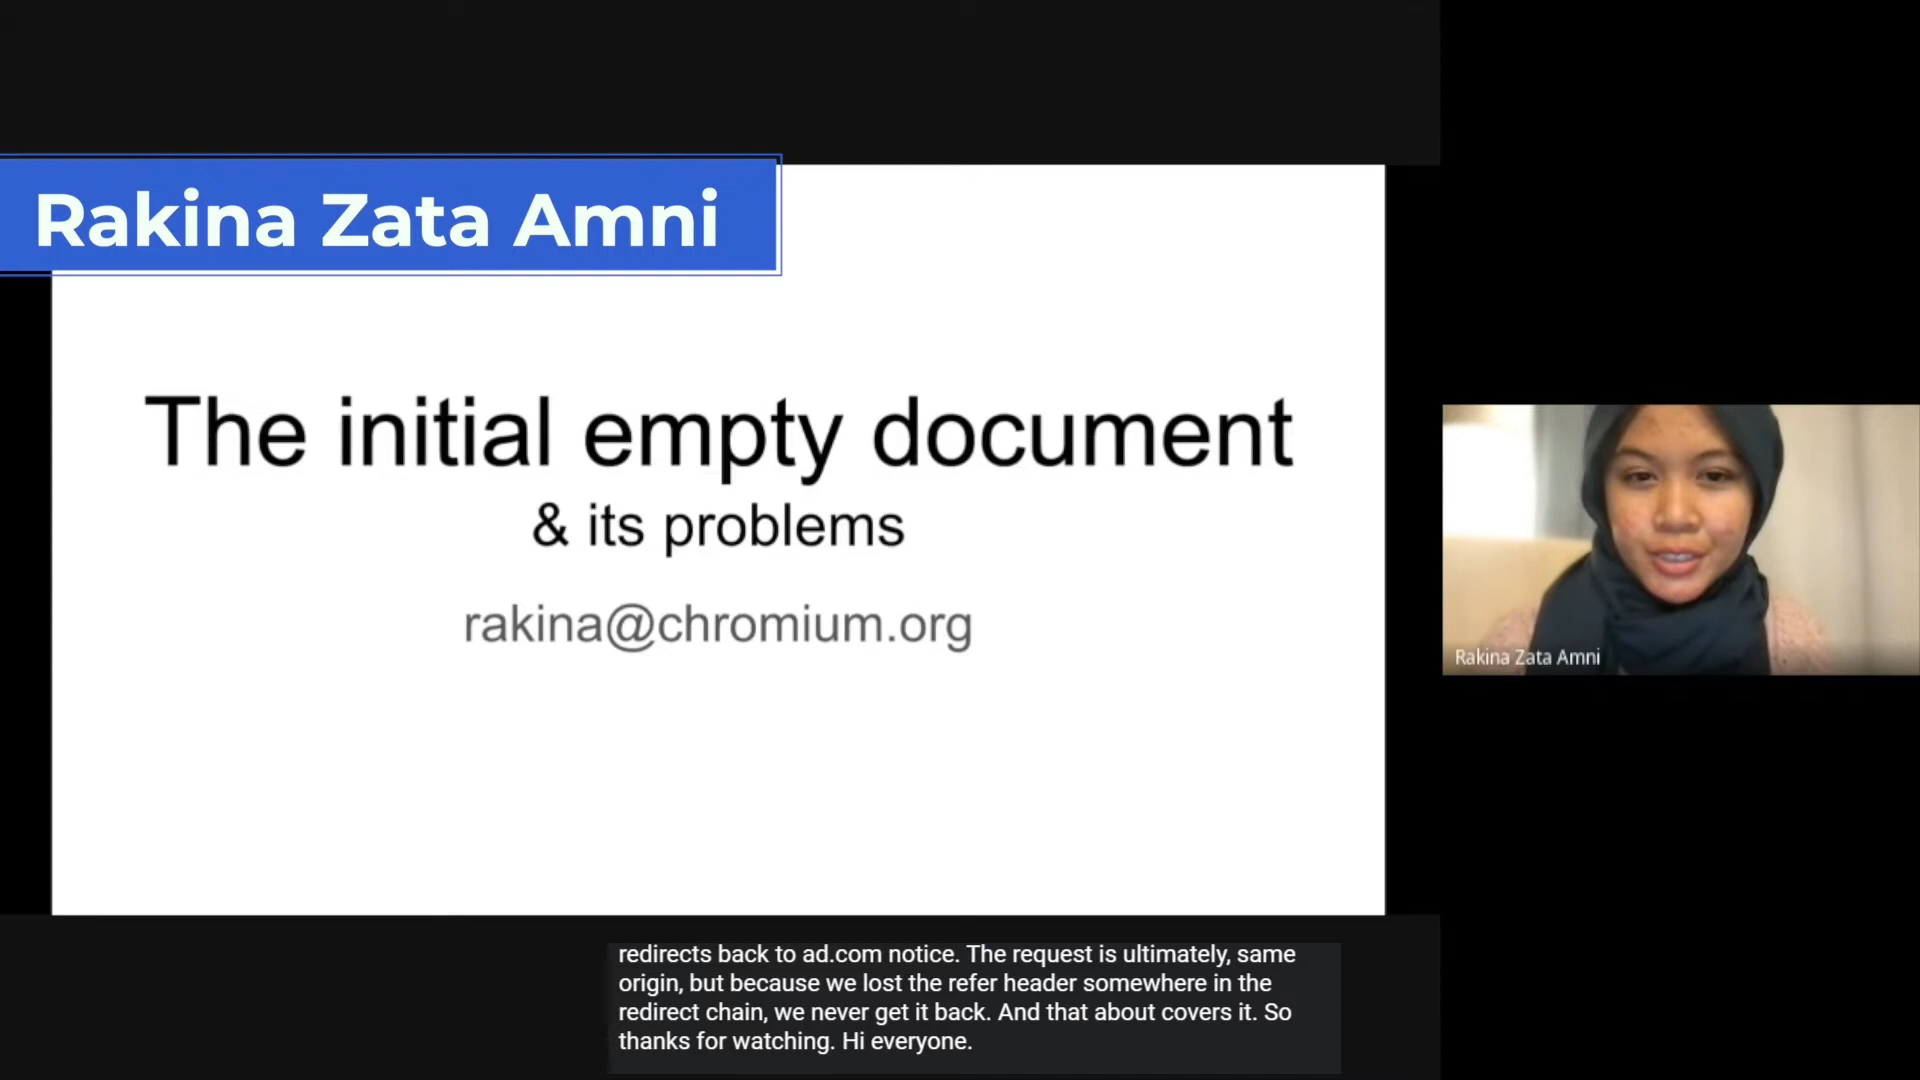 Rakina Zata Amni
The initial empty document
& its problems
rakina@chromium.org
Rakina Zata Amni
redirects back to ad.com notice. The request is ultimately, same
origin, but because we lost the refer header somewhere in the
redirect chain, we never get it back. And that about covers it. So
thanks for watching. Hi everyone.